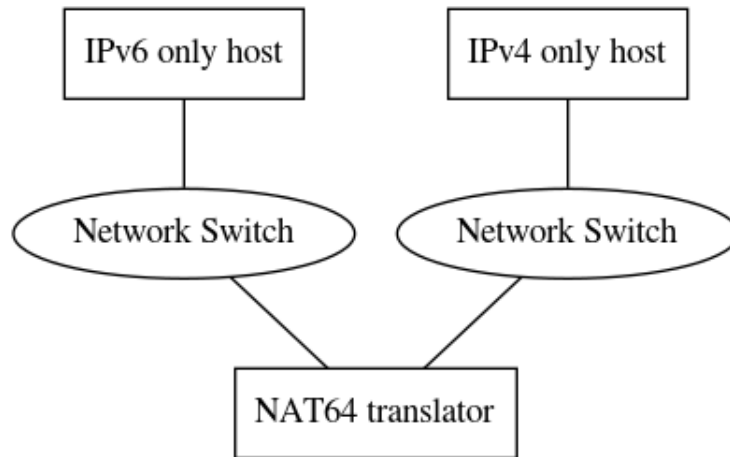 IPv6 only host
IPv4 only host
Network Switch
Network Switch
NAT64 translator